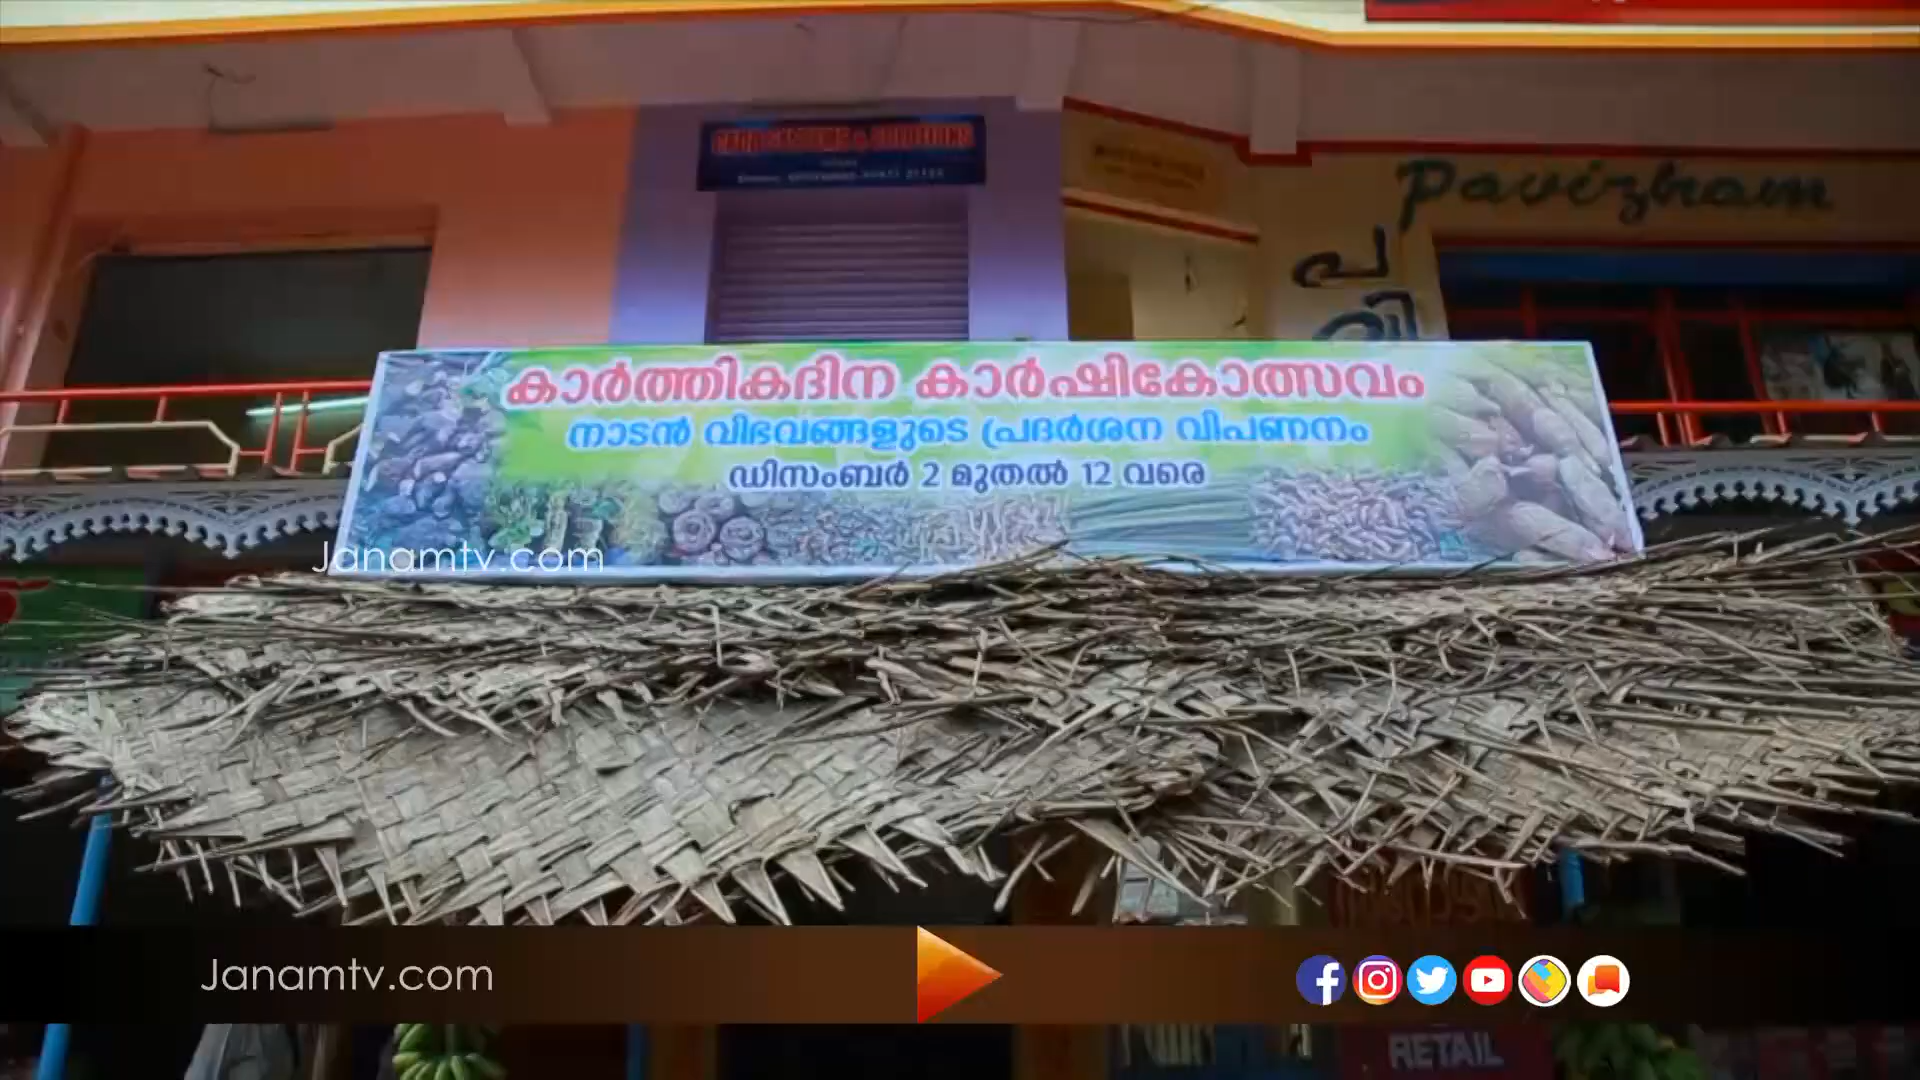 Pavizham
പ
വി
കാർത്തികദിന കാർഷികോത്സവം
നാടൻ വിഭവങ്ങളുടെ പ്രദർശന വിപണനം
ഡിസംബർ 2 മുതൽ 12 വരെ
Janamtv.com
Janamtv.com
RETAIL